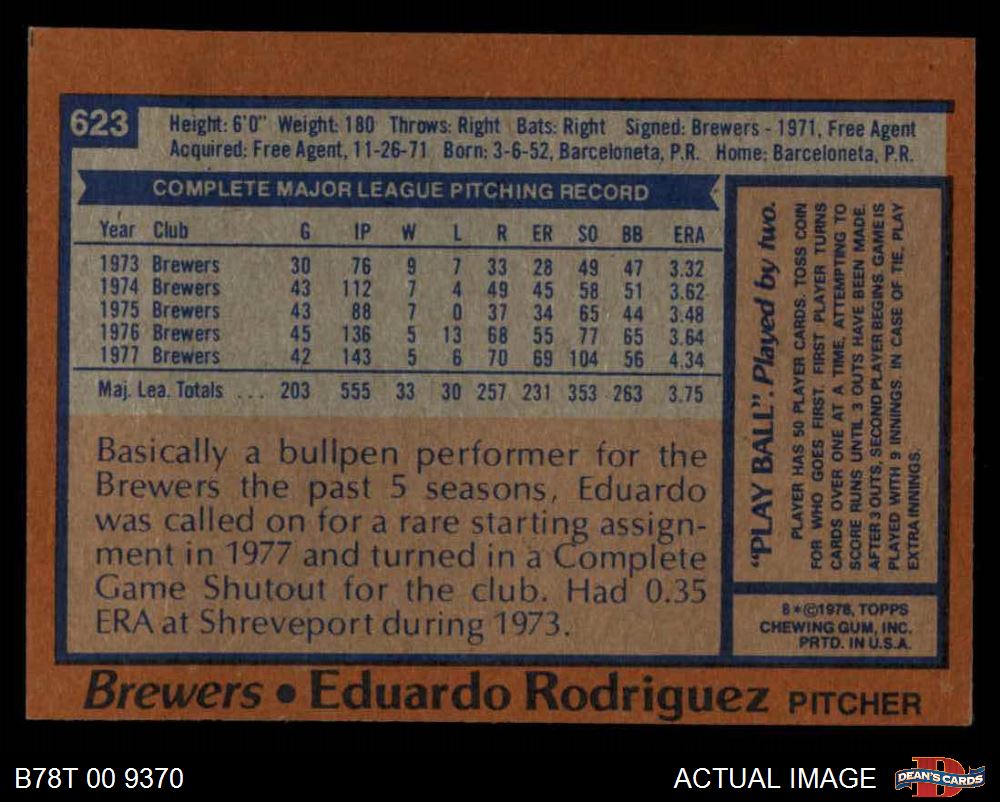 623
Height: 6'0" Weight: 180 Throws: Right Bats: Right Signed: Brewers - 1971, Free Agent
Acquired: Free Agent, 11-26-71 Born: 3-6-52, Barceloneta, P.R. Home: Barceloneta, P.R.
COMPLETE MAJOR LEAGUE PITCHING RECORD
Year Club G IP W L R ER SO BB ERA
1973 Brewers 30 76 9 7 33 28 49 47 3.32
1974 Brewers 43 112 7 4 49 45 58 51 3.62
1975 Brewers 43 88 7 0 37 34 65 44 3.48
1976 Brewers 45 136 5 13 68 55 77 65 3.64
1977 Brewers 42 143 5 6 70 69 104 56 4.34
Maj. Lea. Totals ... 203 555 33 30 257 231 353 263 3.75
Basically a bullpen performer for the
Brewers the past 5 seasons, Eduardo
was called on for a rare starting assign-
ment in 1977 and turned in a Complete
Game Shutout for the club. Had 0.35
ERA at Shreveport during 1973.
"PLAY BALL". Played by two.
PLAYER HAS 50 PLAYER CARDS. TOSS COIN
FOR WHO GOES FIRST. FIRST PLAYER TURNS
CARDS OVER ONE AT A TIME, ATTEMPTING TO
SCORE RUNS UNTIL 3 OUTS HAVE BEEN MADE.
AFTER 3 OUTS, SECOND PLAYER BEGINS GAME IS
PLAYED WITH 9 INNINGS. IN CASE OF TIE, PLAY
EXTRA INNINGS.
8*©1978, TOPPS
CHEWING GUM, INC.
PRTD. IN U.S.A.
Brewers • Eduardo Rodriguez PITCHER
B78T 00 9370
ACTUAL IMAGE
D
DEAN'S CARDS